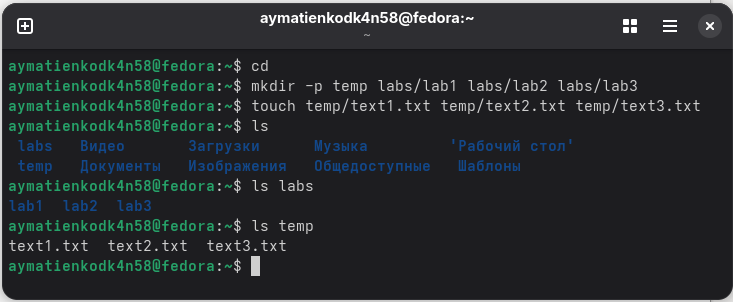 aymatienkodk4n58@fedora:~
~
aymatienkodk4n58@fedora:~$ cd
aymatienkodk4n58@fedora:~$ mkdir -p temp labs/lab1 labs/lab2 labs/lab3
aymatienkodk4n58@fedora:~$ touch temp/text1.txt temp/text2.txt temp/text3.txt
aymatienkodk4n58@fedora:~$ ls
labs Видео Загрузки Музыка 'Рабочий стол'
temp Документы Изображения Общедоступные Шаблоны
aymatienkodk4n58@fedora:~$ ls labs
lab1 lab2 lab3
aymatienkodk4n58@fedora:~$ ls temp
text1.txt text2.txt text3.txt
aymatienkodk4n58@fedora:~$